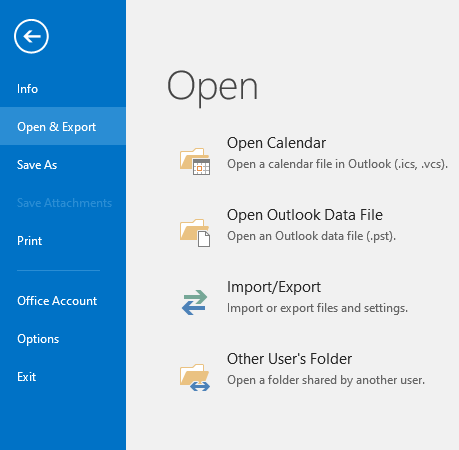 Info
Open & Export
Save As
Save Attachments
Print
Office Account
Options
Exit
Open
Open Calendar
Open a calendar file in Outlook (.ics, .vcs).
Open Outlook Data File
Open an Outlook data file (.pst).
Import/Export
Import or export files and settings.
Other User's Folder
Open a folder shared by another user.